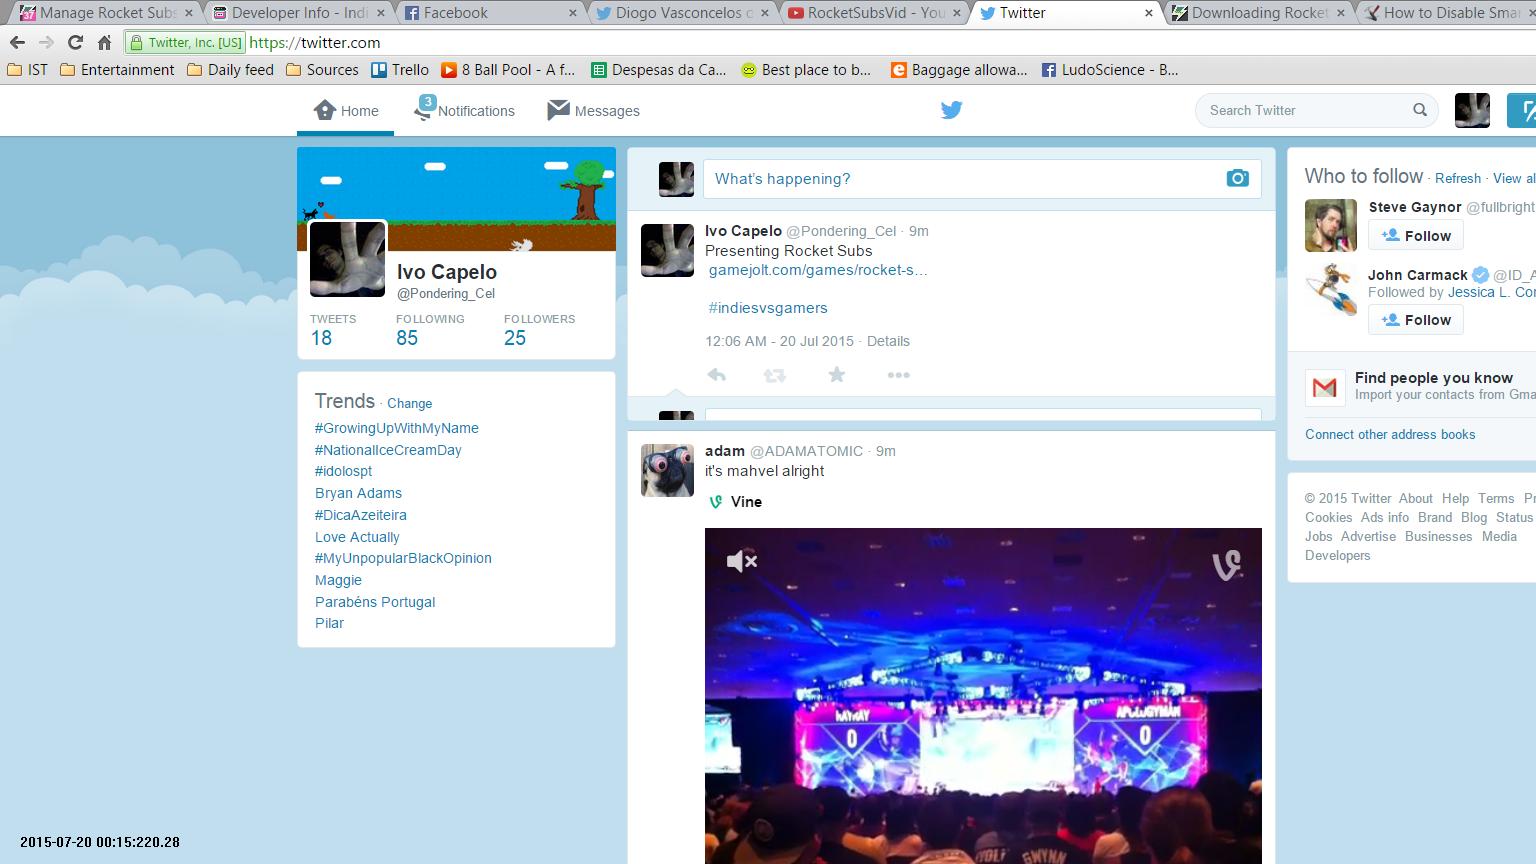 Manage Rocket Subs
Developer Info - Indi
Facebook
Diogo Vasconcelos
RocketSubsVid - You
Twitter
Downloading Rocket
How to Disable Smar
Twitter, Inc. [US] https://twitter.com
IST Entertainment Daily feed Sources Trello 8 Ball Pool - A f... Despesas da Ca... Best place to b... Baggage allowa... LudoScience - B...
Home
3
Notifications
Messages
Search Twitter
Ivo Capelo
@Pondering_Cel
TWEETS FOLLOWING FOLLOWERS
18 85 25
Trends · Change
#GrowingUpWithMyName
#NationalIceCreamDay
#idolospt
Bryan Adams
#DicaAzeiteira
Love Actually
#MyUnpopularBlackOpinion
Maggie
Parabéns Portugal
Pilar
What's happening?
Ivo Capelo @Pondering_Cel · 9m
Presenting Rocket Subs
gamejolt.com/games/rocket-s...
#indiesvsgamers
12:06 AM - 20 Jul 2015 · Details
adam @ADAMATOMIC · 9m
it's mahvel alright
Vine
RAYRAY
0
APOLOGYMAN
0
GWYNN
Who to follow · Refresh · View al
Steve Gaynor @fullbright
Follow
John Carmack @ID_A
Followed by Jessica L. Cor
Follow
Find people you know
Import your contacts from Gma
Connect other address books
© 2015 Twitter About Help Terms Pr
Cookies Ads info Brand Blog Status
Jobs Advertise Businesses Media
Developers
2015-07-20 00:15:220.28